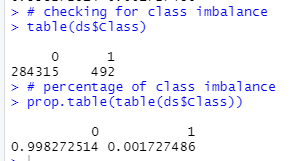 > # checking for class imbalance
> table(ds$Class)
0 1
284315 492
> # percentage of class imbalance
> prop.table(table(ds$Class))
0 1
0.998272514 0.001727486
>